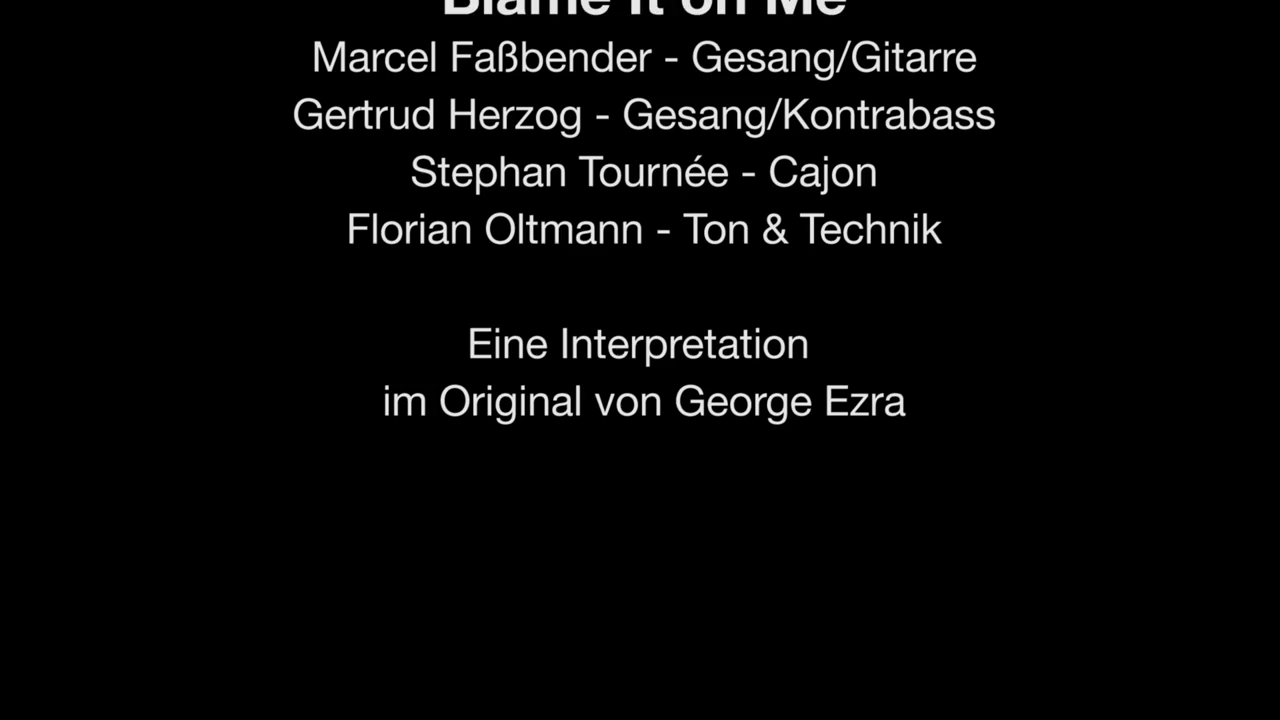 Blame It on Me
Marcel Faßbender - Gesang/Gitarre
Gertrud Herzog - Gesang/Kontrabass
Stephan Tournée - Cajon
Florian Oltmann - Ton & Technik
Eine Interpretation
im Original von George Ezra